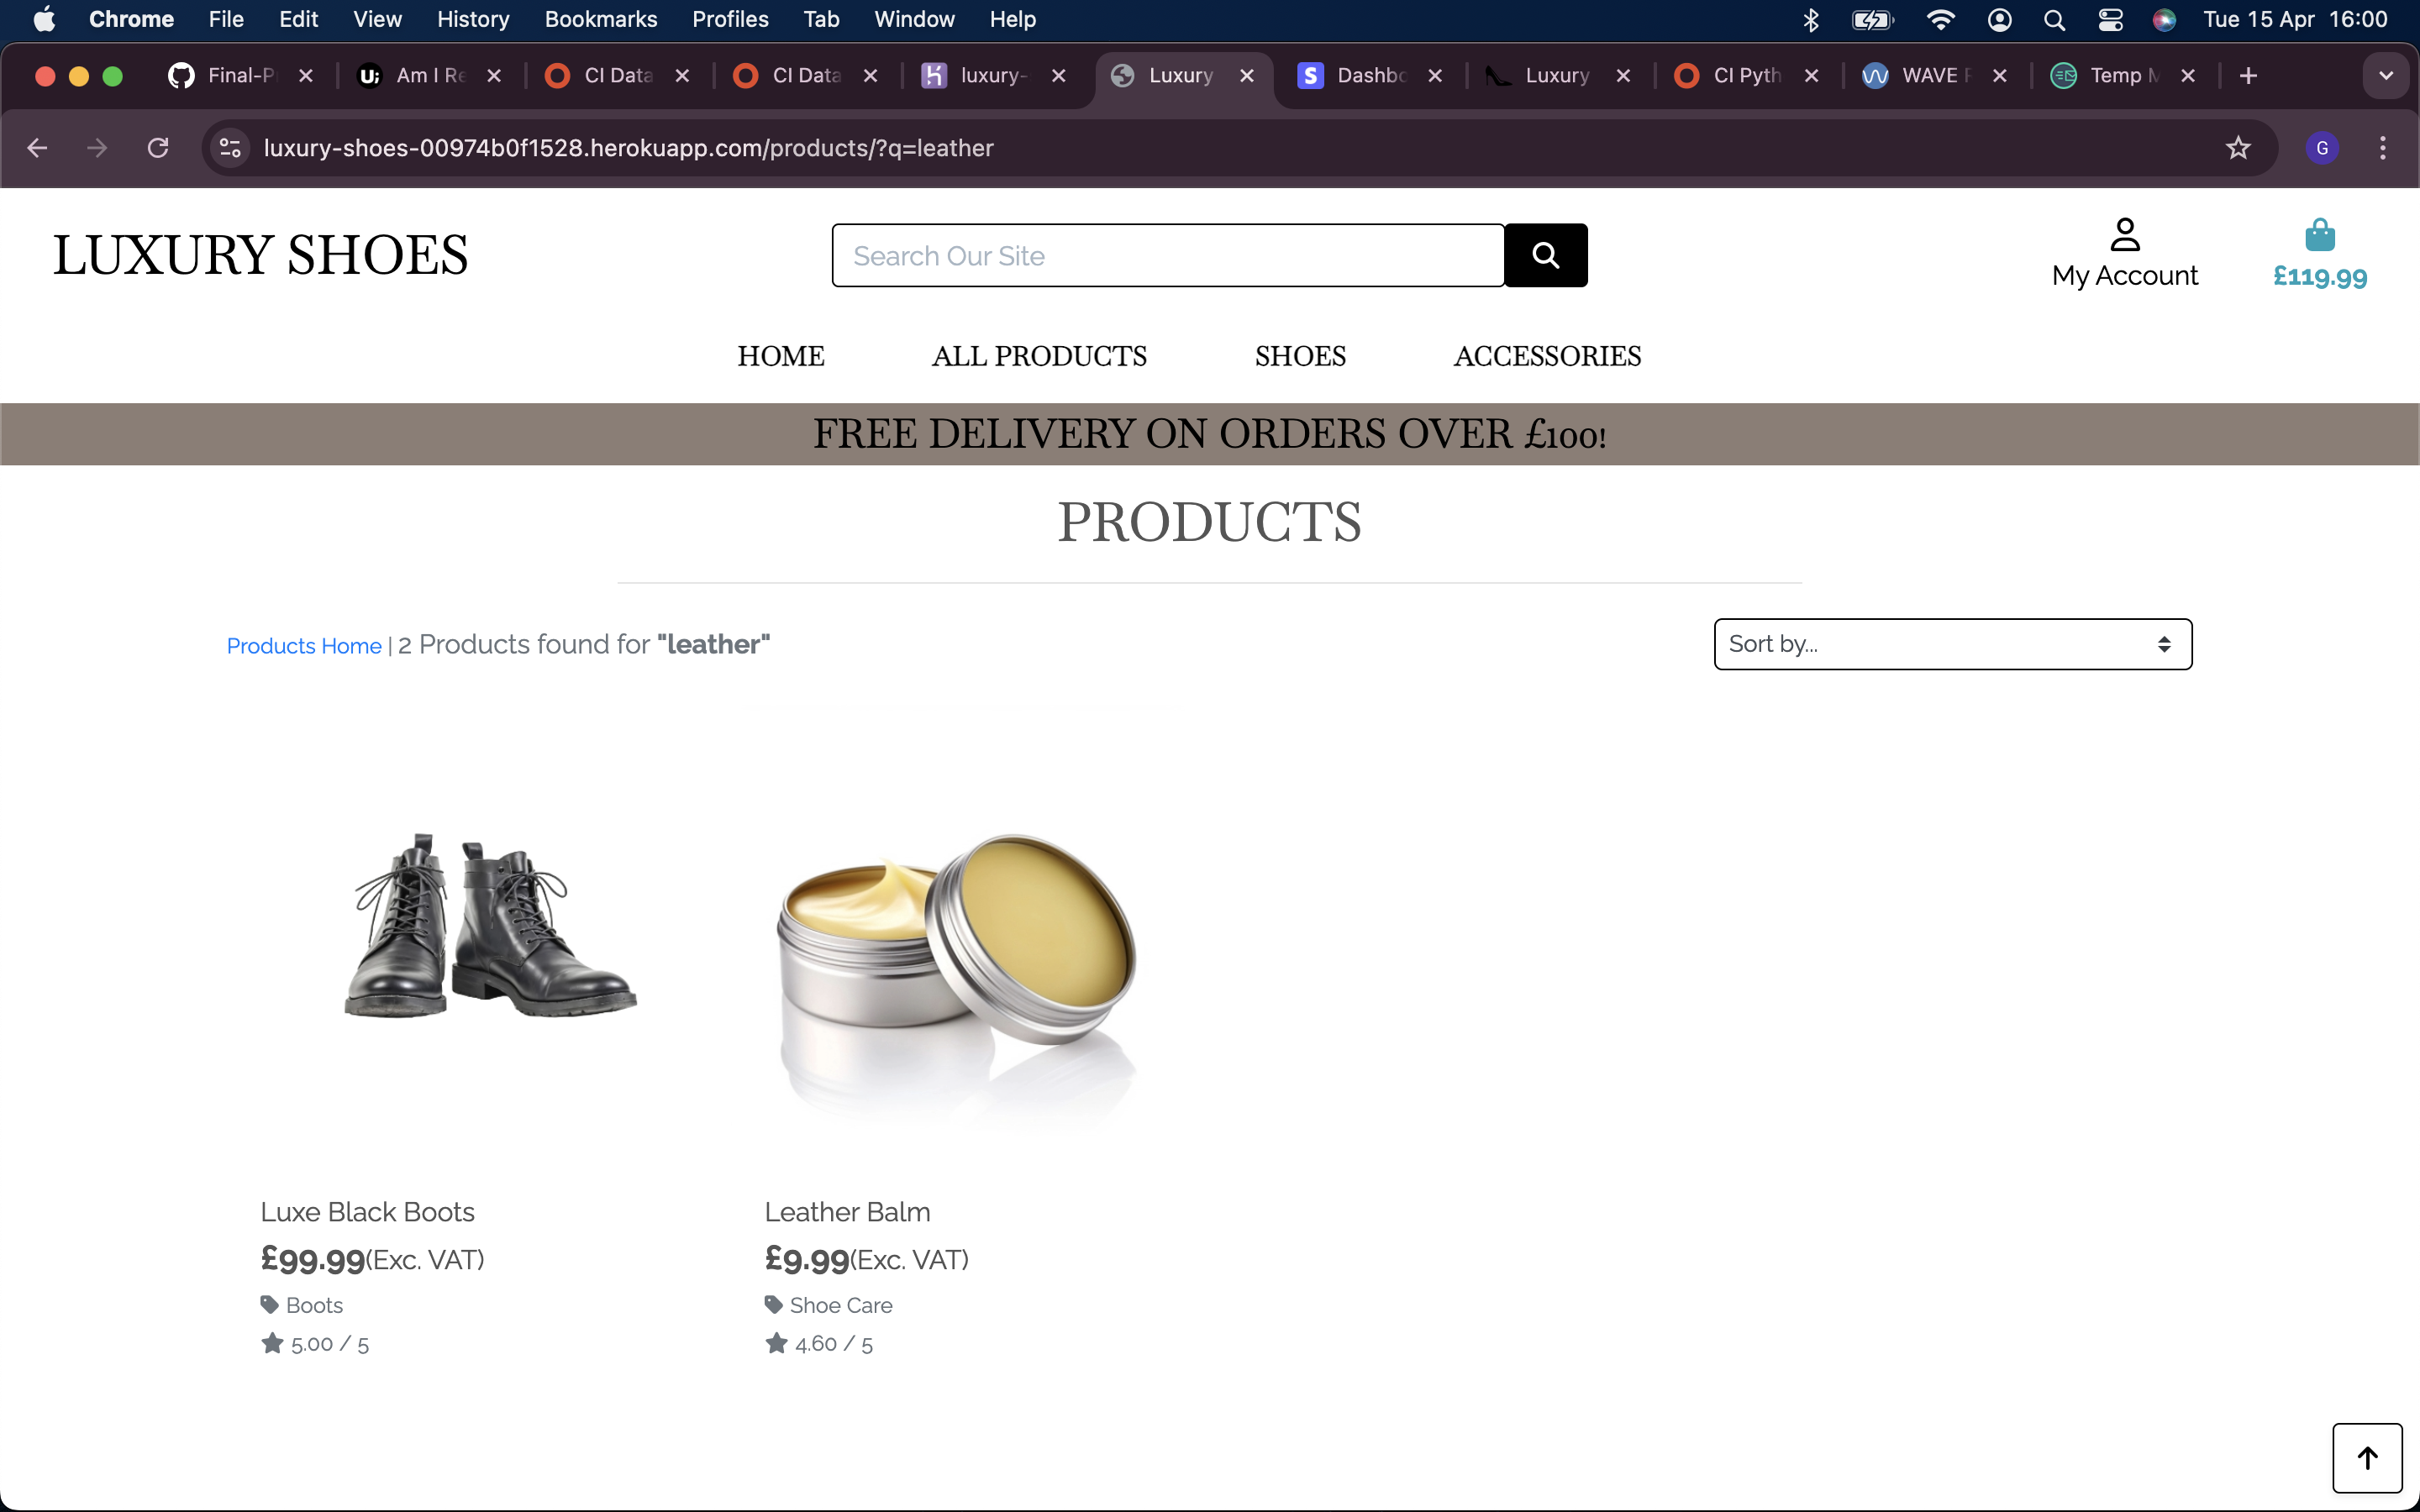 Chrome File Edit View History Bookmarks Profiles Tab Window Help Tue 15 Apr 16:00
Final-P Am I Re CI Data CI Data luxury- Luxury Dashbo Luxury CI Pyth WAVE Temp M
luxury-shoes-00974b0f1528.herokuapp.com/products/?q=leather G
LUXURY SHOES
Search Our Site
My Account
£119.99
HOME ALL PRODUCTS SHOES ACCESSORIES
FREE DELIVERY ON ORDERS OVER £100!
PRODUCTS
Products Home | 2 Products found for "leather"
Sort by...
Luxe Black Boots
£99.99(Exc. VAT)
Boots
5.00 / 5
Leather Balm
£9.99(Exc. VAT)
Shoe Care
4.60 / 5